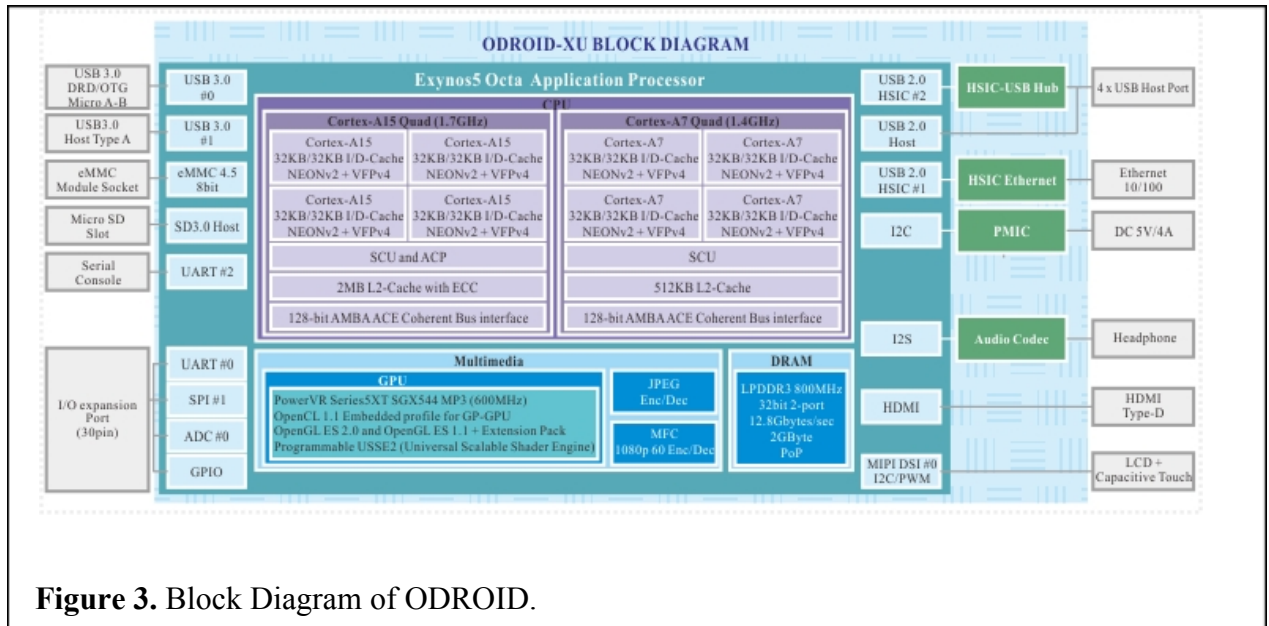 ODROID-XU BLOCK DIAGRAM
USB 3.0
DRD/OTG
Micro A-B
USB3.0
Host Type A
eMMC
Module Socket
Micro SD
Slot
Serial
Console
I/O expansion
Port
(30pin)
USB 3.0
#0
USB 3.0
#1
eMMC 4.5
8bit
SD3.0 Host
UART #2
UART #0
SPI #1
ADC #0
GPIO
Exynos5 Octa Application Processor
CPU
Cortex-A15 Quad (1.7GHz)
Cortex-A15
32KB/32KB I/D-Cache
NEONv2 + VFPv4
Cortex-A15
32KB/32KB I/D-Cache
NEONv2 + VFPv4
Cortex-A15
32KB/32KB I/D-Cache
NEONv2 + VFPv4
Cortex-A15
32KB/32KB I/D-Cache
NEONv2 + VFPv4
SCU and ACP
2MB L2-Cache with ECC
128-bit AMBA ACE Coherent Bus interface
Cortex-A7 Quad (1.4GHz)
Cortex-A7
32KB/32KB I/D-Cache
NEONv2 + VFPv4
Cortex-A7
32KB/32KB I/D-Cache
NEONv2 + VFPv4
Cortex-A7
32KB/32KB I/D-Cache
NEONv2 + VFPv4
Cortex-A7
32KB/32KB I/D-Cache
NEONv2 + VFPv4
SCU
512KB L2-Cache
128-bit AMBA ACE Coherent Bus interface
Multimedia
GPU
PowerVR Series5XT SGX544 MP3 (600MHz)
OpenCL 1.1 Embedded profile for GP-GPU
OpenGL ES 2.0 and OpenGL ES 1.1 + Extension Pack
Programmable USSE2 (Universal Scalable Shader Engine)
JPEG
Enc/Dec
MFC
1080p 60 Enc/Dec
DRAM
LPDDR3 800MHz
32bit 2-port
12.8Gbytes/sec
2GByte
PoP
USB 2.0
HSIC #2
USB 2.0
Host
USB 2.0
HSIC #1
I2C
I2S
HDMI
MIPI DSI #0
I2C/PWM
HSIC-USB Hub
HSIC Ethernet
PMIC
Audio Codec
4 x USB Host Port
Ethernet
10/100
DC 5V/4A
Headphone
HDMI
Type-D
LCD +
Capacitive Touch
Figure 3. Block Diagram of ODROID.